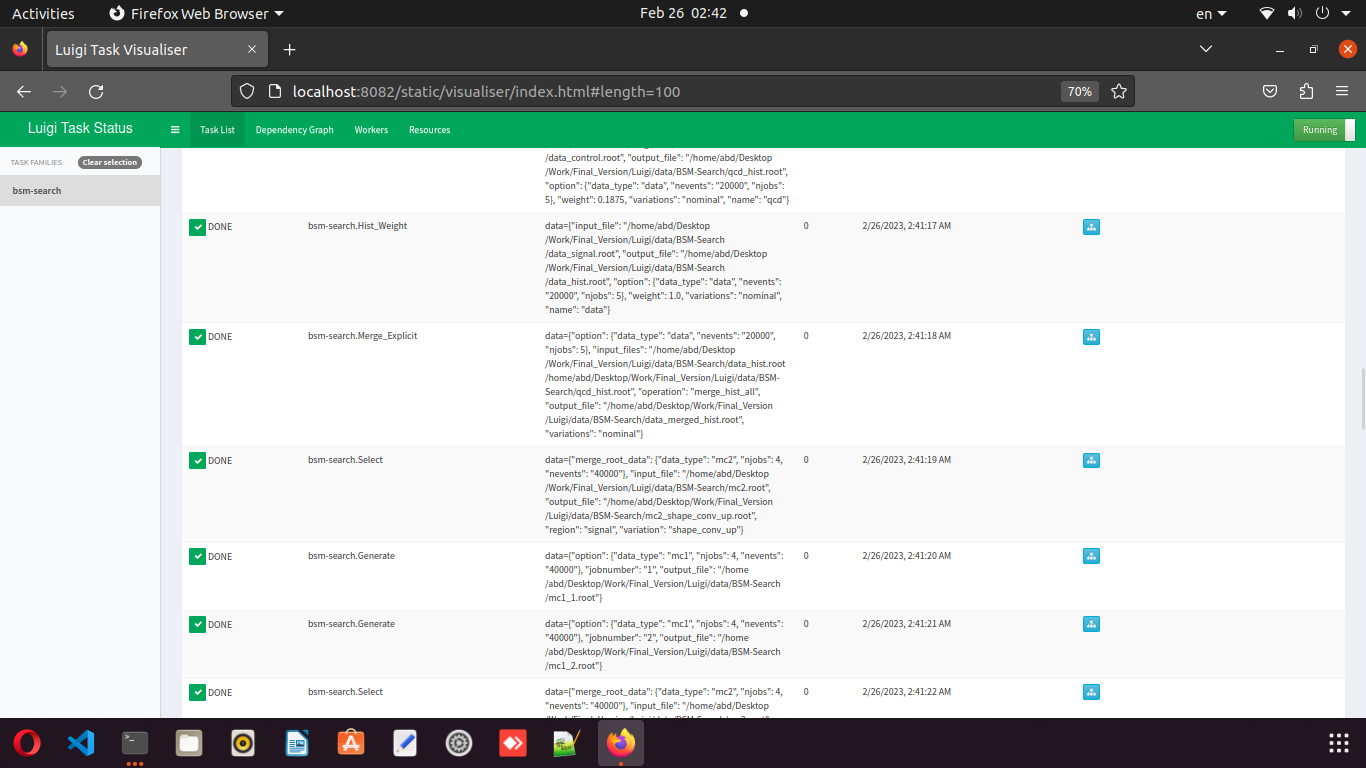 Activities
Firefox Web Browser
Feb 26 02:42
en
Luigi Task Visualiser
localhost:8082/static/visualiser/index.html#length=100
70%
Luigi Task Status
Task List
Dependency Graph
Workers
Resources
Running
TASK FAMILIES
Clear selection
bsm-search
/data_control.root", "output_file": "/home/abd/Desktop
/Work/Final_Version/Luigi/data/BSM-Search/qcd_hist.root",
"option": {"data_type": "data", "nevents": "20000", "njobs":
5}, "weight": 0.1875, "variations": "nominal", "name": "qcd"}
DONE
bsm-search.Hist_Weight
data={"input_file": "/home/abd/Desktop
/Work/Final_Version/Luigi/data/BSM-Search
/data_signal.root", "output_file": "/home/abd/Desktop
/Work/Final_Version/Luigi/data/BSM-Search
/data_hist.root", "option": {"data_type": "data", "nevents":
"20000", "njobs": 5}, "weight": 1.0, "variations": "nominal",
"name": "data"}
0
2/26/2023, 2:41:17 AM
DONE
bsm-search.Merge_Explicit
data={"option": {"data_type": "data", "nevents": "20000",
"njobs": 5}, "input_files": "/home/abd/Desktop
/Work/Final_Version/Luigi/data/BSM-Search/data_hist.root
/home/abd/Desktop/Work/Final_Version/Luigi/data/BSM-
Search/qcd_hist.root", "operation": "merge_hist_all",
"output_file": "/home/abd/Desktop/Work/Final_Version
/Luigi/data/BSM-Search/data_merged_hist.root",
"variations": "nominal"}
0
2/26/2023, 2:41:18 AM
DONE
bsm-search.Select
data={"merge_root_data": {"data_type": "mc2", "njobs": 4,
"nevents": "40000"}, "input_file": "/home/abd/Desktop
/Work/Final_Version/Luigi/data/BSM-Search/mc2.root",
"output_file": "/home/abd/Desktop/Work/Final_Version
/Luigi/data/BSM-Search/mc2_shape_conv_up.root",
"region": "signal", "variation": "shape_conv_up"}
0
2/26/2023, 2:41:19 AM
DONE
bsm-search.Generate
data={"option": {"data_type": "mc1", "njobs": 4, "nevents":
"40000"}, "jobnumber": "1", "output_file": "/home
/abd/Desktop/Work/Final_Version/Luigi/data/BSM-Search
/mc1_1.root"}
0
2/26/2023, 2:41:20 AM
DONE
bsm-search.Generate
data={"option": {"data_type": "mc1", "njobs": 4, "nevents":
"40000"}, "jobnumber": "2", "output_file": "/home
/abd/Desktop/Work/Final_Version/Luigi/data/BSM-Search
/mc1_2.root"}
0
2/26/2023, 2:41:21 AM
DONE
bsm-search.Select
data={"merge_root_data": {"data_type": "mc2", "njobs": 4,
"nevents": "40000"}, "input_file": "/home/abd/Desktop
0
2/26/2023, 2:41:22 AM